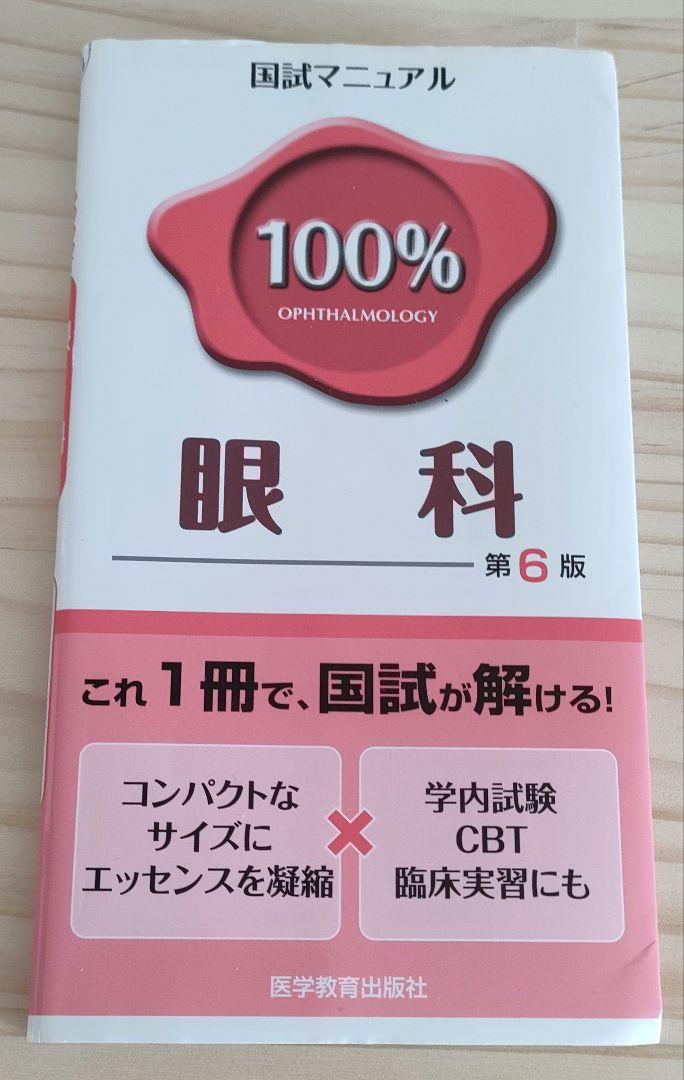 国試マニュアル
100%
OPHTHALMOLOGY
眼 科
第6版
これ1冊で、国試が解ける!
コンパクトな
サイズに
エッセンスを凝縮
×
学内試験
CBT
臨床実習にも
医学教育出版社